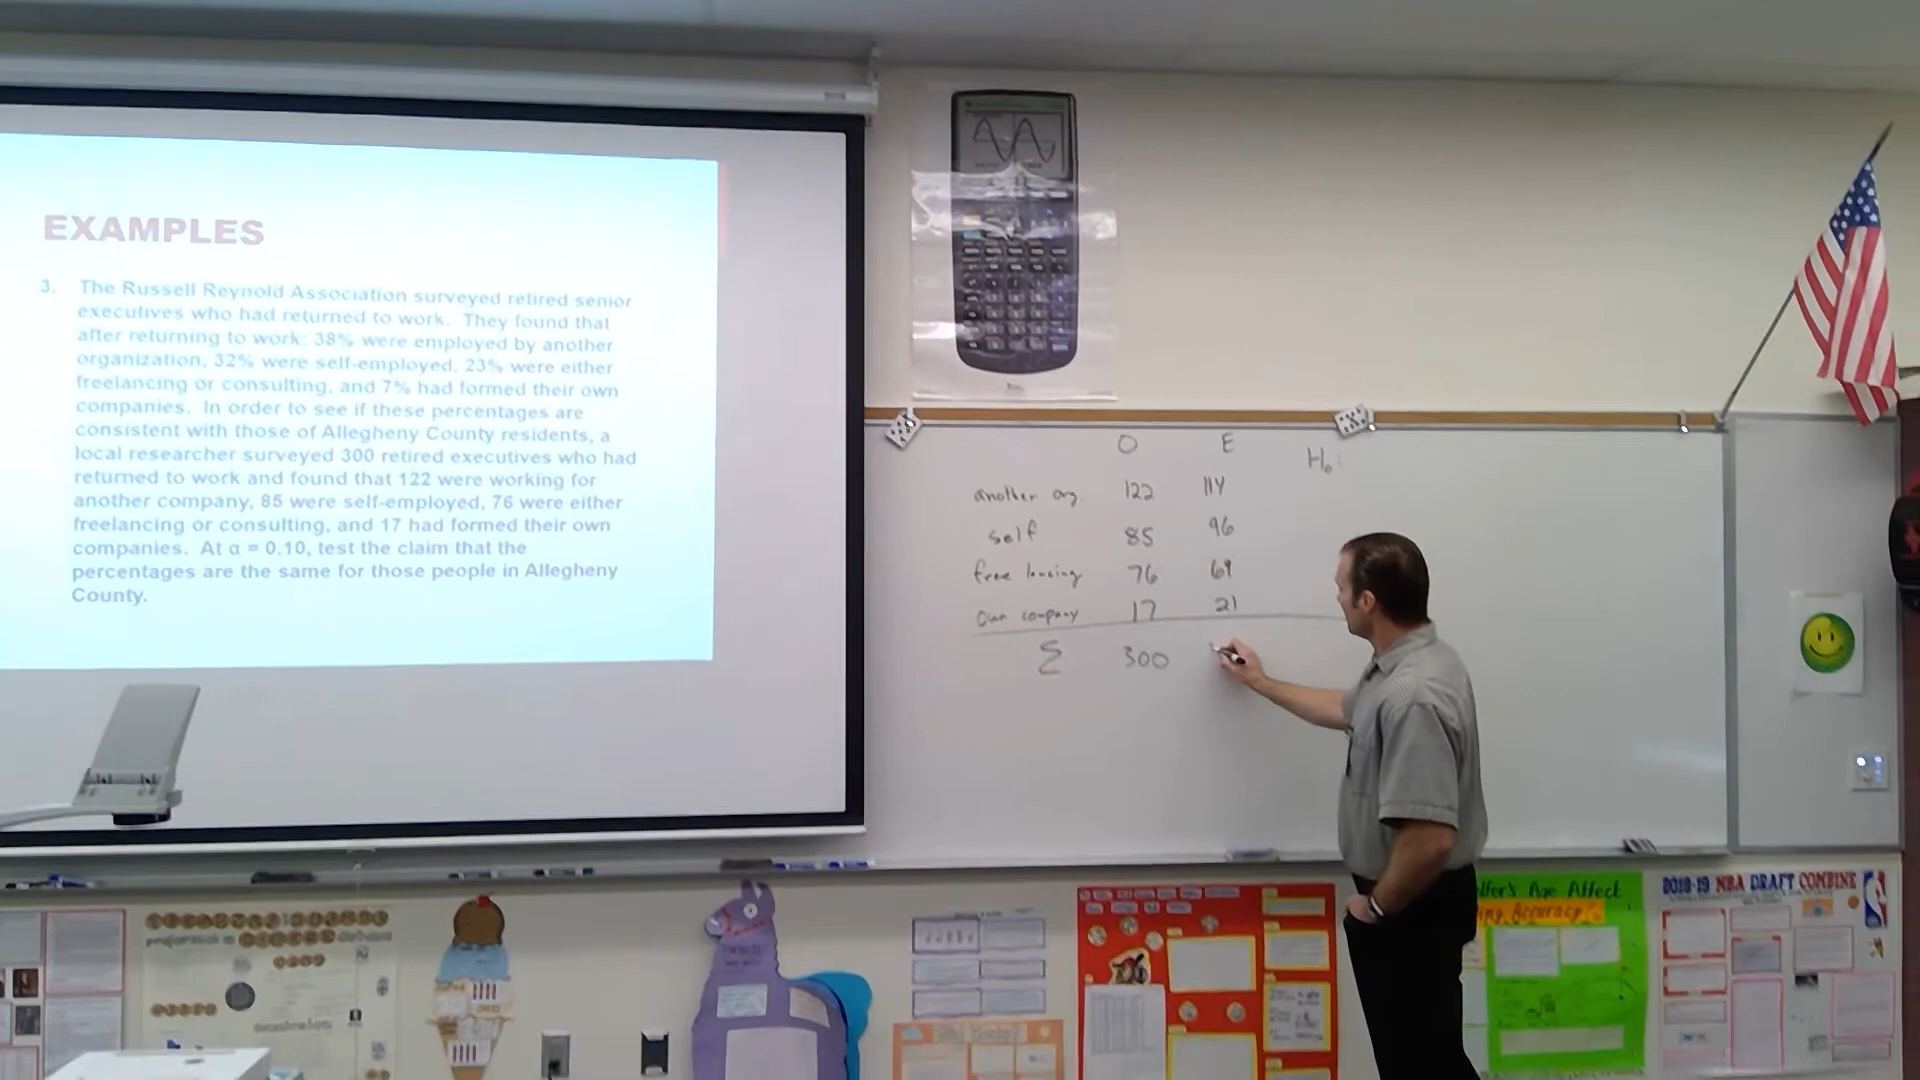 EXAMPLES
3. The Russell Reynold Association surveyed retired senior
executives who had returned to work. They found that
after returning to work: 38% were employed by another
organization, 32% were self-employed, 23% were either
freelancing or consulting, and 7% had formed their own
companies. In order to see if these percentages are
consistent with those of Allegheny County residents, a
local researcher surveyed 300 retired executives who had
returned to work and found that 122 were working for
another company, 85 were self-employed, 76 were either
freelancing or consulting, and 17 had formed their own
companies. At α = 0.10, test the claim that the
percentages are the same for those people in Allegheny
County.
O E H₀:
another org. 122 114
self 85 96
free lancing 76 69
Own company 17 21
Σ 300
Age Affect
Accuracy
2018-19 NBA DRAFT COMBINE